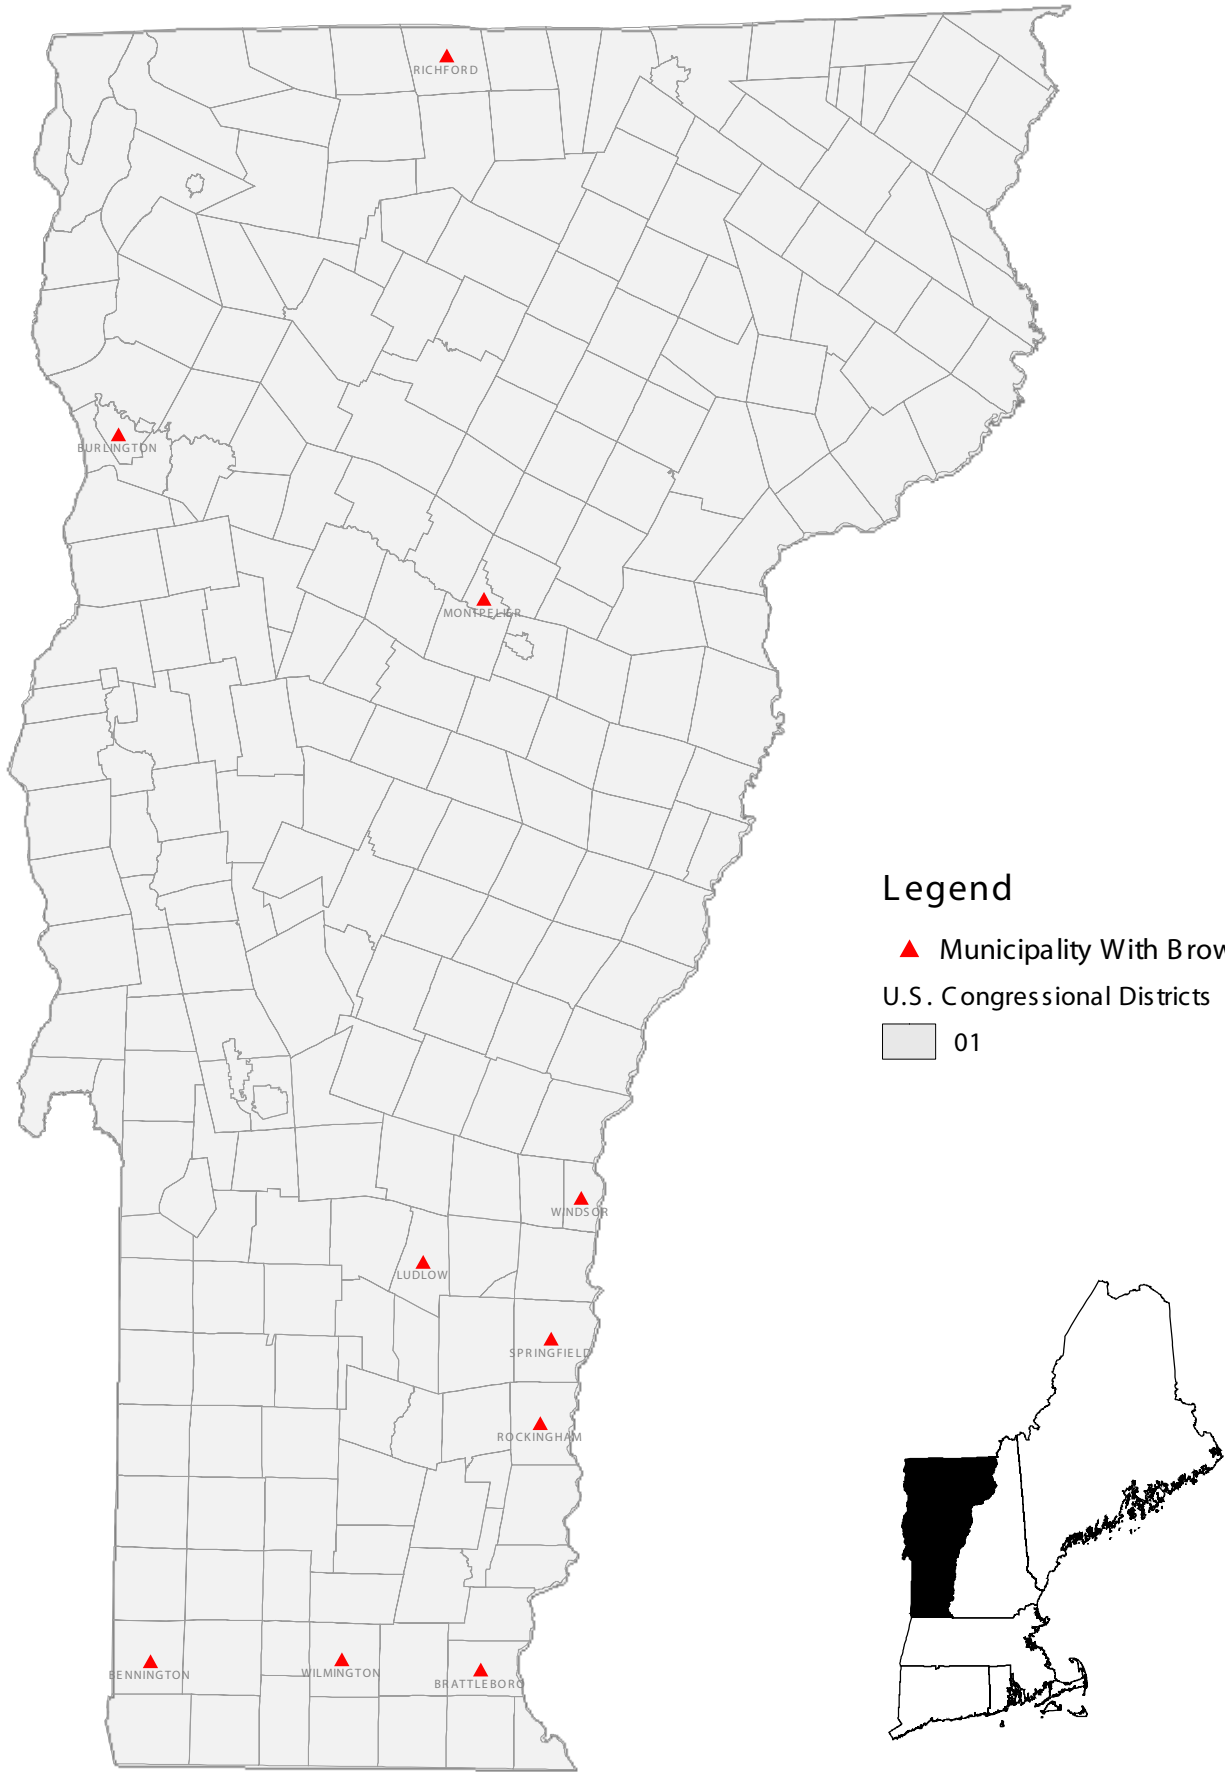 RICHFORD
BURLINGTON
MONTPELIER
Legend
Municipality With Brow
U.S. Congressional Districts
01
WINDSOR
LUDLOW
SPRINGFIELD
ROCKINGHAM
BENNINGTON
WILMINGTON
BRATTLEBORO